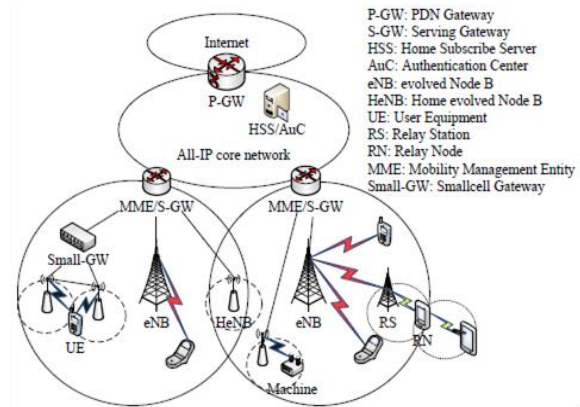 Internet
P-GW
HSS/AuC
All-IP core network
MME/S-GW
MME/S-GW
Small-GW
UE
eNB
HeNB
eNB
RS
RN
Machine
P-GW: PDN Gateway
S-GW: Serving Gateway
HSS: Home Subscribe Server
AuC: Authentication Center
eNB: evolved Node B
HeNB: Home evolved Node B
UE: User Equipment
RS: Relay Station
RN: Relay Node
MME: Mobility Management Entity
Small-GW: Smallcell Gateway